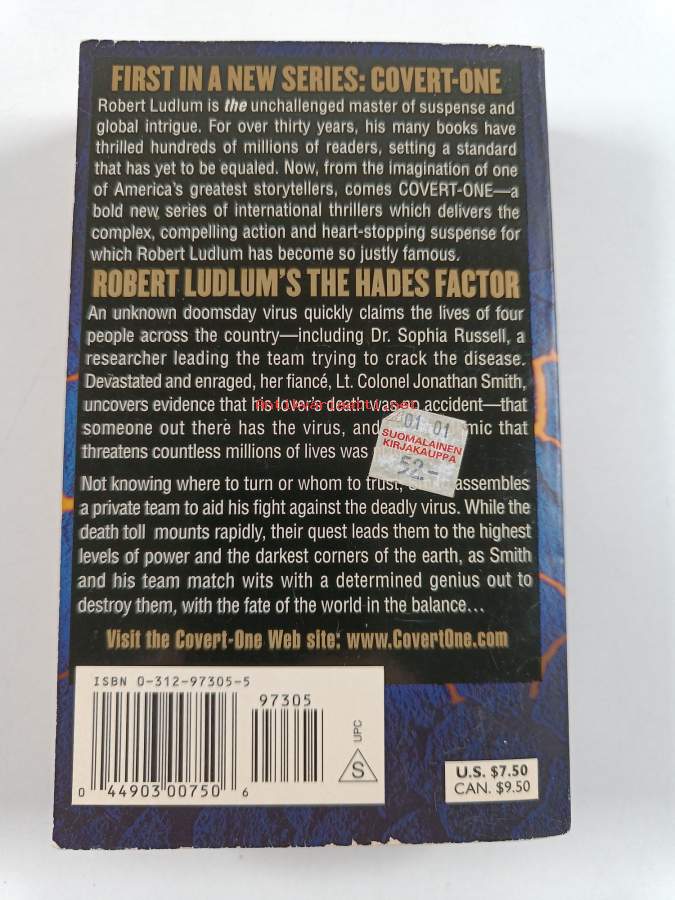 FIRST IN A NEW SERIES: COVERT-ONE
Robert Ludlum is the unchallenged master of suspense and
global intrigue. For over thirty years, his many books have
thrilled hundreds of millions of readers, setting a standard
that has yet to be equaled. Now, from the imagination of one
of America's greatest storytellers, comes COVERT-ONE—a
bold new series of international thrillers which delivers the
complex, compelling action and heart-stopping suspense for
which Robert Ludlum has become so justly famous.
ROBERT LUDLUM'S THE HADES FACTOR
An unknown doomsday virus quickly claims the lives of four
people across the country—including Dr. Sophia Russell, a
researcher leading the team trying to crack the disease.
Devastated and enraged, her fiancé, Lt. Colonel Jonathan Smith,
uncovers evidence that his lover's death was no accident—that
someone out there has the virus, and
threatens countless millions of lives was
01 01
SUOMALAINEN
KIRJAKAUPPA
52-
Not knowing where to turn or whom to trust, assembles
a private team to aid his fight against the deadly virus. While the
death toll mounts rapidly, their quest leads them to the highest
levels of power and the darkest corners of the earth, as Smith
and his team match wits with a determined genius out to
destroy them, with the fate of the world in the balance...
Visit the Covert-One Web site: www.CovertOne.com
ISBN 0-312-97305-5
97305
UPC
S
0 44903 00750 6
U.S. $7.50
CAN. $9.50